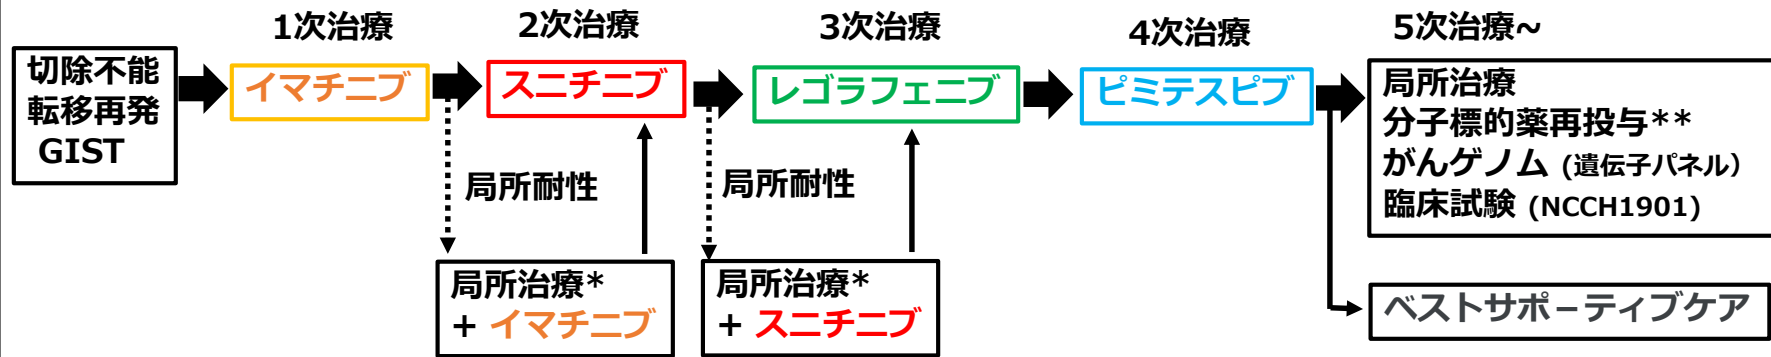 1次治療
2次治療
3次治療
4次治療
5次治療~
切除不能
転移再発
GIST
イマチニブ
スニチニブ
レゴラフェニブ
ピミテスピブ
局所治療
分子標的薬再投与**
がんゲノム (遺伝子パネル）
臨床試験 (NCCH1901)
局所耐性
局所耐性
局所治療*
+ イマチニブ
局所治療*
+ スニチニブ
ベストサポ－ティブケア